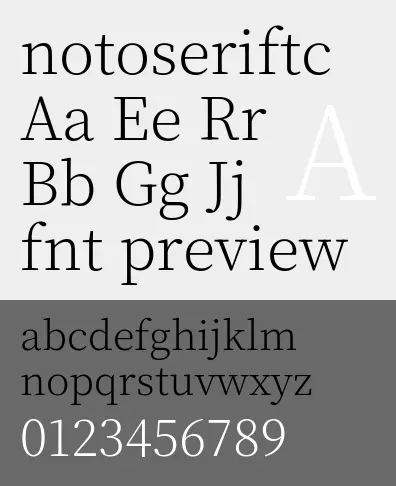 notoseriftc
Aa Ee Rr
A
Bb Gg Jj
fnt preview
abcdefghijklm
nopqrstuvwxyz
0123456789